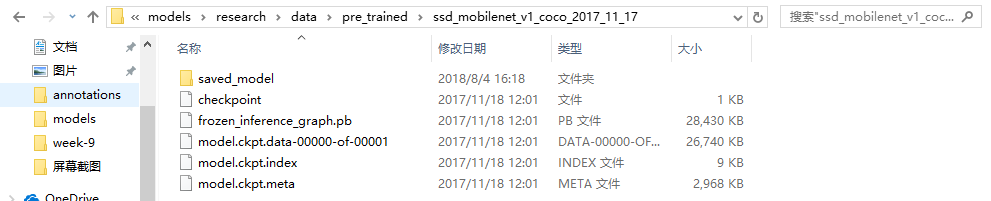 « models › research › data › pre_trained › ssd_mobilenet_v1_coco_2017_11_17
搜索"ssd_mobilenet_v1_coc...
文档
图片
annotations
models
week-9
屏幕截图
OneDrive
名称 修改日期 类型 大小
saved_model 2018/8/4 16:18 文件夹
checkpoint 2017/11/18 12:01 文件 1 KB
frozen_inference_graph.pb 2017/11/18 12:01 PB 文件 28,430 KB
model.ckpt.data-00000-of-00001 2017/11/18 12:01 DATA-00000-OF... 26,740 KB
model.ckpt.index 2017/11/18 12:01 INDEX 文件 9 KB
model.ckpt.meta 2017/11/18 12:01 META 文件 2,968 KB